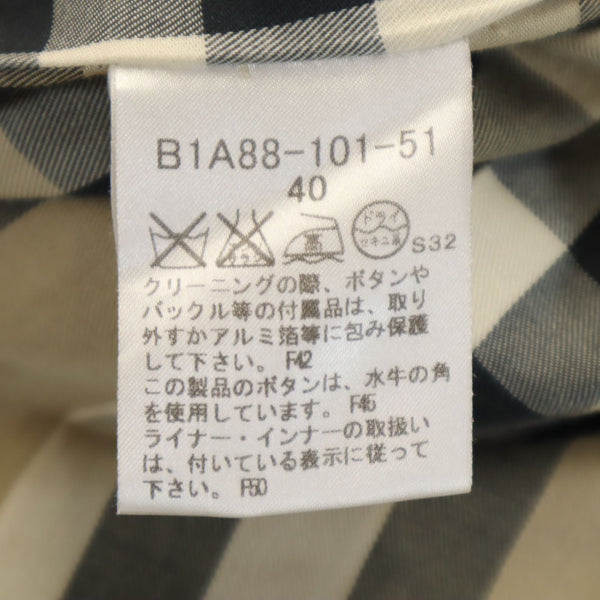 B1A88-101-51
40
高 ドライ セキユ系 S32
クリーニングの際、ボタンや
バックル等の付属品は、取り
外すかアルミ箔等に包み保護
して下さい。F42
この製品のボタンは、水牛の角
を使用しています。F45
ライナー・インナーの取扱い
は、付いている表示に従って
下さい。F50